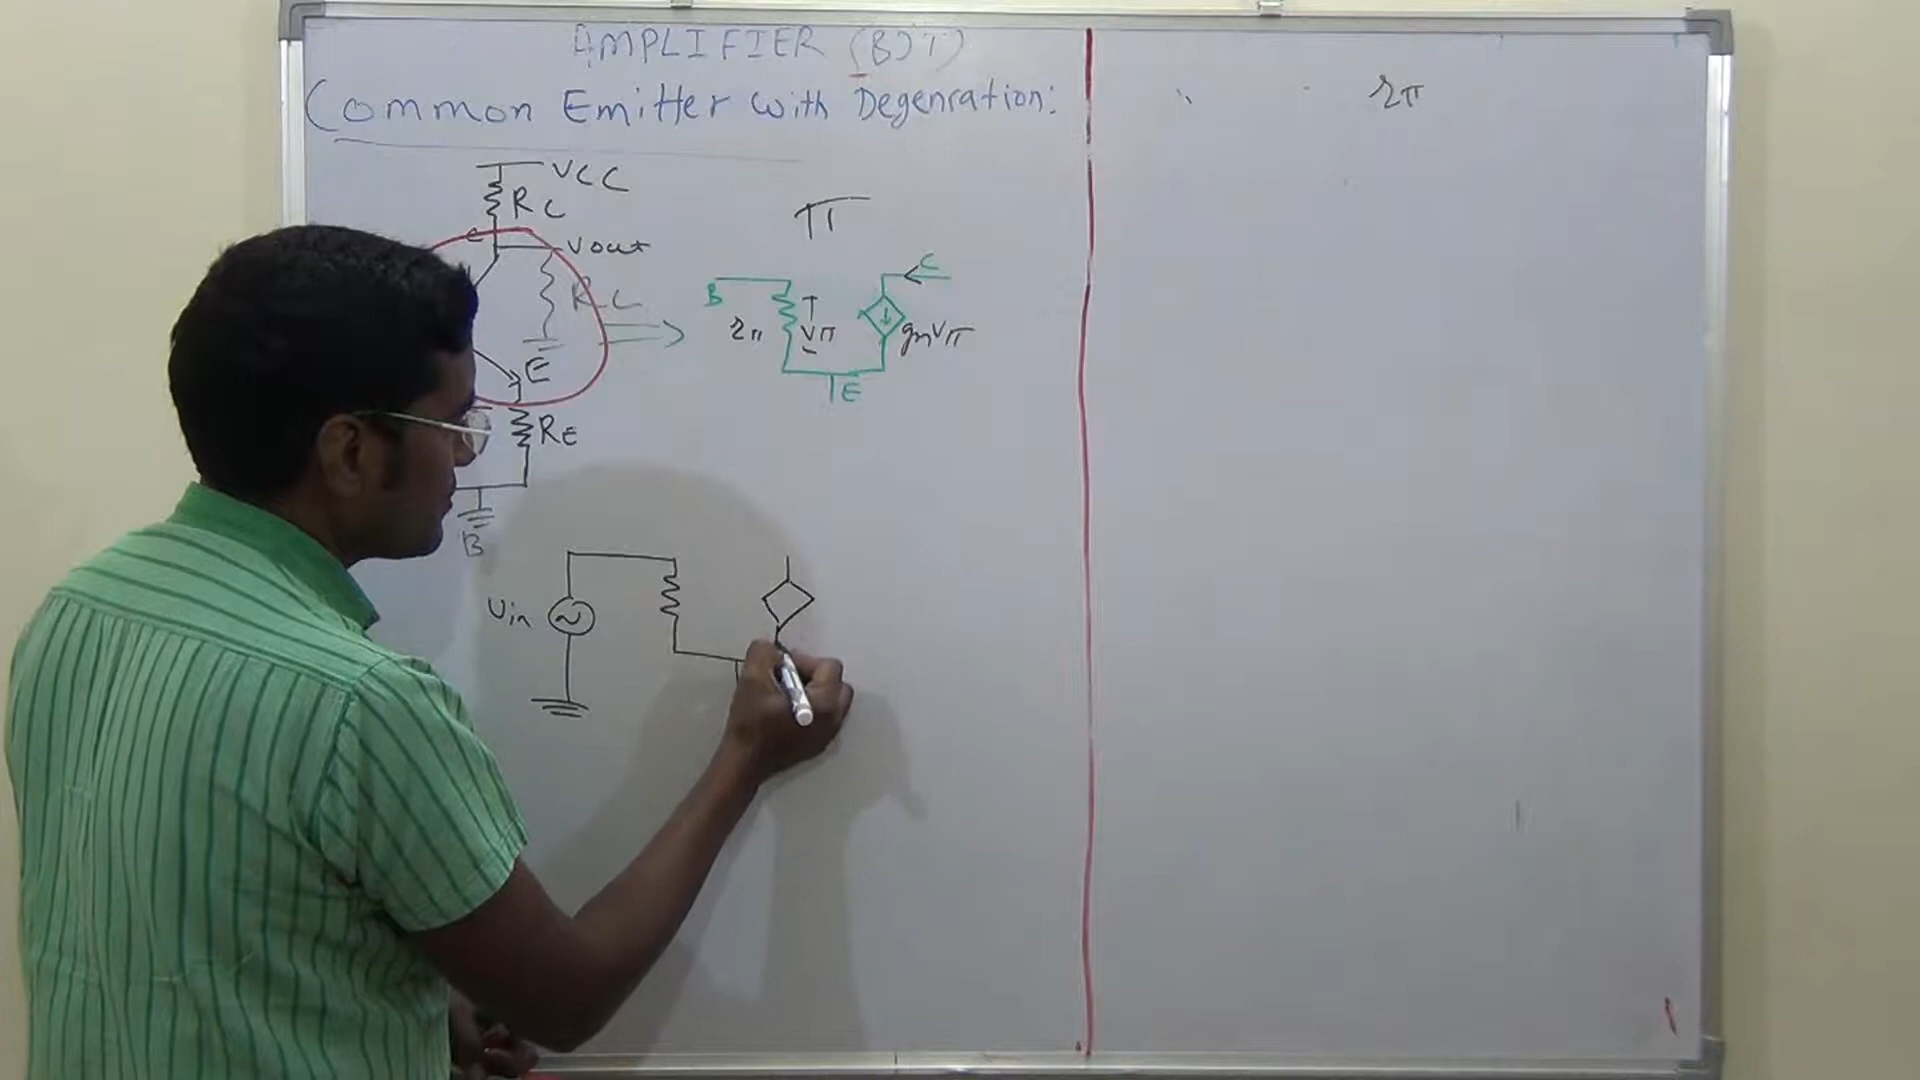 AMPLIFIER (BJT)
Common Emitter with Degenration:
VCC
RC
C
Vout
RL
E
RE
B
π
B
rπ
Vπ
C
gmVπ
E
Vin
rπ